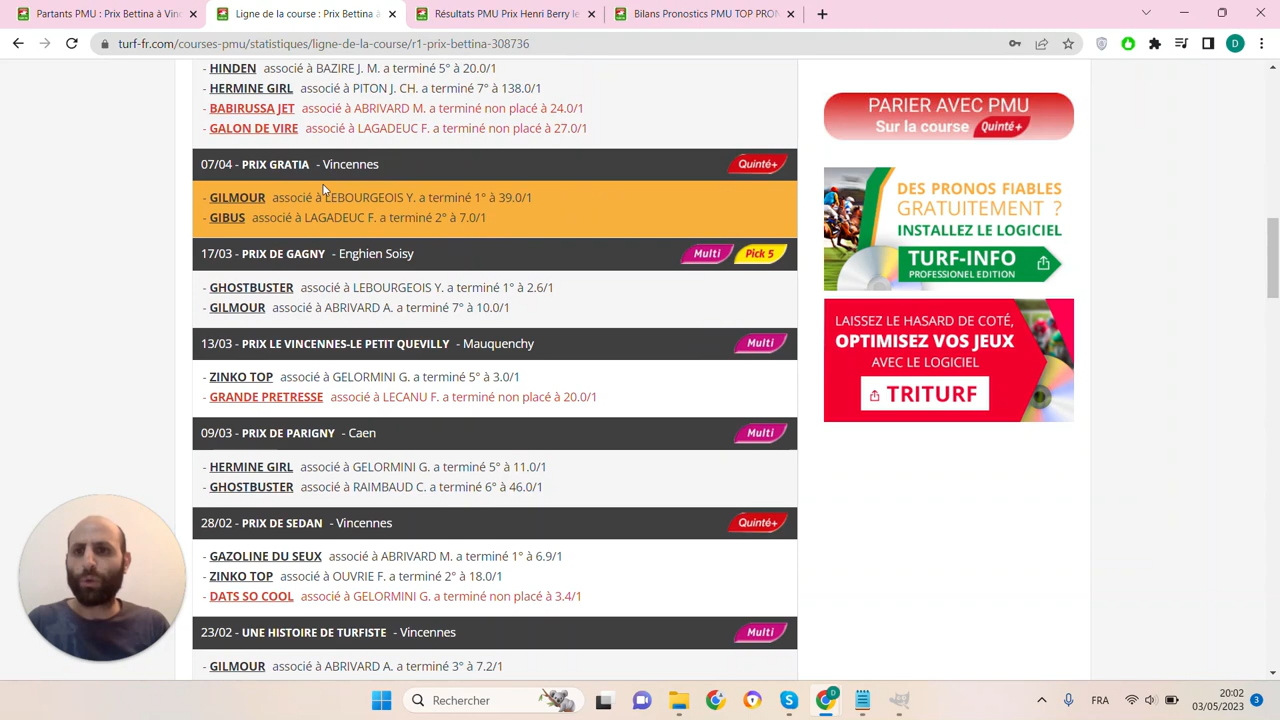 Partants PMU : Prix Bettina à Vin
Ligne de la course : Prix Bettina à
Résultats PMU Prix Henri Berry le
Bilans Pronostics PMU TOP PRON
turf-fr.com/courses-pmu/statistiques/ligne-de-la-course/r1-prix-bettina-308736
D
- HINDEN associé à BAZIRE J. M. a terminé 5° à 20.0/1
- HERMINE GIRL associé à PITON J. CH. a terminé 7° à 138.0/1
- BABIRUSSA JET associé à ABRIVARD M. a terminé non placé à 24.0/1
- GALON DE VIRE associé à LAGADEUC F. a terminé non placé à 27.0/1
07/04 - PRIX GRATIA - Vincennes
Quinté+
- GILMOUR associé à LEBOURGEOIS Y. a terminé 1° à 39.0/1
- GIBUS associé à LAGADEUC F. a terminé 2° à 7.0/1
17/03 - PRIX DE GAGNY - Enghien Soisy
Multi Pick 5
- GHOSTBUSTER associé à LEBOURGEOIS Y. a terminé 1° à 2.6/1
- GILMOUR associé à ABRIVARD A. a terminé 7° à 10.0/1
13/03 - PRIX LE VINCENNES-LE PETIT QUEVILLY - Mauquenchy
Multi
- ZINKO TOP associé à GELORMINI G. a terminé 5° à 3.0/1
- GRANDE PRETRESSE associé à LECANU F. a terminé non placé à 20.0/1
09/03 - PRIX DE PARIGNY - Caen
Multi
- HERMINE GIRL associé à GELORMINI G. a terminé 5° à 11.0/1
- GHOSTBUSTER associé à RAIMBAUD C. a terminé 6° à 46.0/1
28/02 - PRIX DE SEDAN - Vincennes
Quinté+
- GAZOLINE DU SEUX associé à ABRIVARD M. a terminé 1° à 6.9/1
- ZINKO TOP associé à OUVRIE F. a terminé 2° à 18.0/1
- DATS SO COOL associé à GELORMINI G. a terminé non placé à 3.4/1
23/02 - UNE HISTOIRE DE TURFISTE - Vincennes
Multi
- GILMOUR associé à ABRIVARD A. a terminé 3° à 7.2/1
PARIER AVEC PMU
Sur la course Quinté+
DES PRONOS FIABLES
GRATUITEMENT ?
INSTALLEZ LE LOGICIEL
TURF-INFO
PROFESSIONEL EDITION
LAISSEZ LE HASARD DE COTÉ,
OPTIMISEZ VOS JEUX
AVEC LE LOGICIEL
TRITURF
Rechercher
D
FRA
20:02
03/05/2023
3